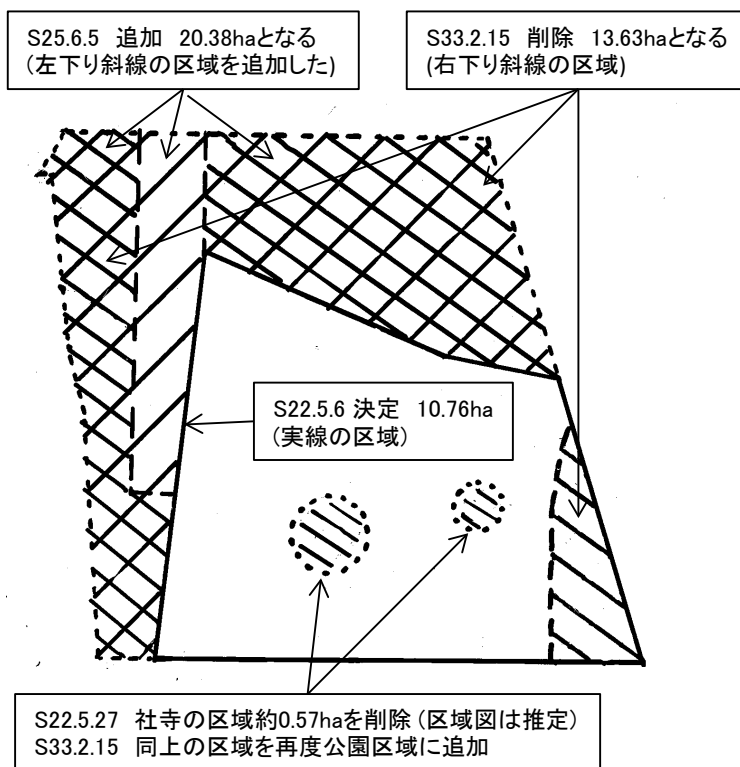 S25.6.5 追加 20.38haとなる
(左下り斜線の区域を追加した)
S33.2.15 削除 13.63haとなる
(右下り斜線の区域)
S22.5.6 決定 10.76ha
(実線の区域)
S22.5.27 社寺の区域約0.57haを削除(区域図は推定)
S33.2.15 同上の区域を再度公園区域に追加